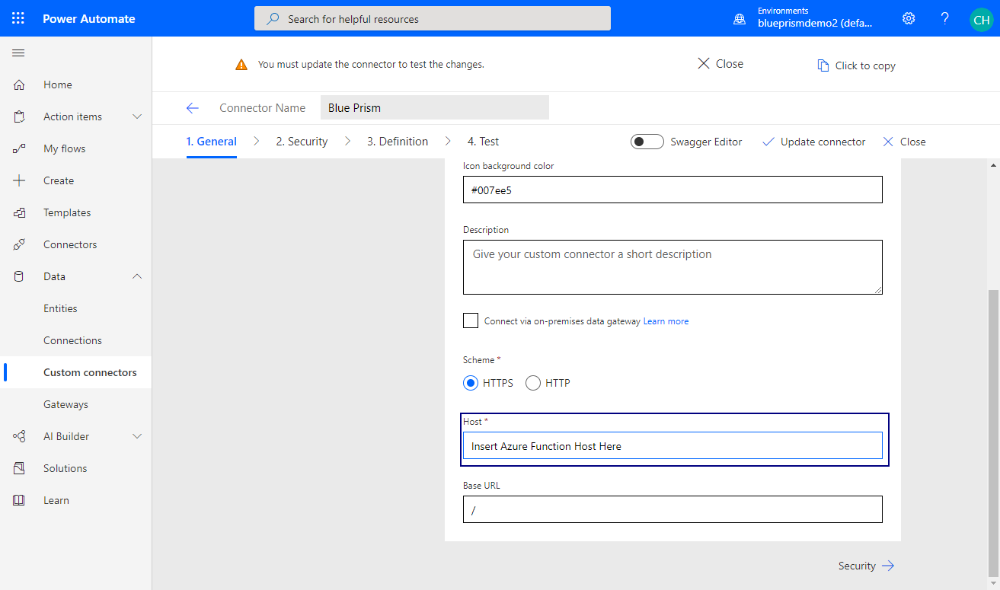 Power Automate
Search for helpful resources
Environments
blueprismdemo2 (defa...
?
CH
You must update the connector to test the changes.
Close
Click to copy
Connector Name
Blue Prism
1. General
2. Security
3. Definition
4. Test
Swagger Editor
Update connector
Close
Home
Action items
My flows
Create
Templates
Connectors
Data
Entities
Connections
Custom connectors
Gateways
AI Builder
Solutions
Learn
Icon background color
#007ee5
Description
Give your custom connector a short description
Connect via on-premises data gateway Learn more
Scheme *
HTTPS
HTTP
Host *
Insert Azure Function Host Here
Base URL
/
Security